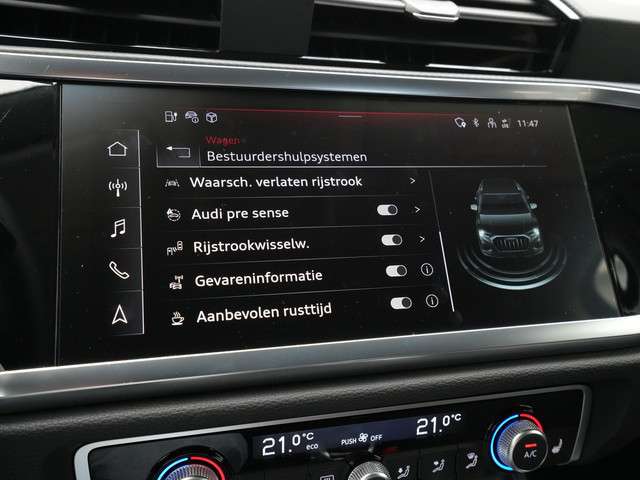 11:47
Wagen
Bestuurdershulpsystemen
Waarsch. verlaten rijstrook
Audi pre sense
Rijstrookwisselw.
Gevareninformatie
Aanbevolen rusttijd
21.0°C
eco
PUSH OFF
21.0°C
A/C